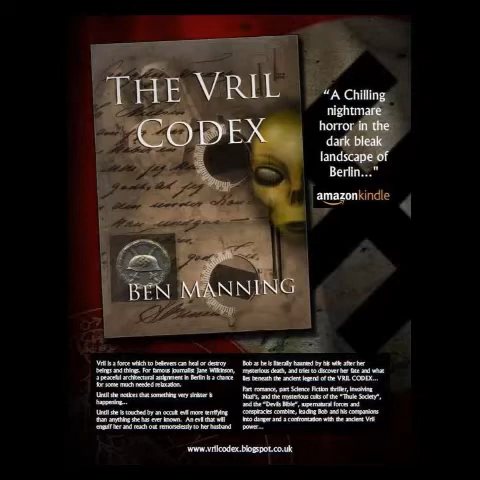 THE VRIL
CODEX
BEN MANNING
“A Chilling
nightmare
horror in the
dark bleak
landscape of
Berlin...”
amazonkindle
Vril is a force which to believers can heal or destroy
beings and things. For famous journalist Jane Wilkinson,
a peaceful architectural assignment in Berlin is a chance
for some much needed relaxation.
Until she notices that something very sinister is
happening...
Until she is touched by an occult evil more terrifying
than anything she has ever known. An evil that will
engulf her and reach out remorselessly to her husband
Bob as he is literally haunted by his wife after her
mysterious death, and tries to discover her fate and what
lies beneath the ancient legend of the VRIL CODEX...
Part romance, part Science Fiction thriller, involving
Nazi's, and the mysterious cults of the "Thule Society",
and the "Devils Bible", supernatural forces and
conspiracies combine, leading Bob and his companions
into danger and a confrontation with the ancient Vril
power...
www.vrilcodex.blogspot.co.uk